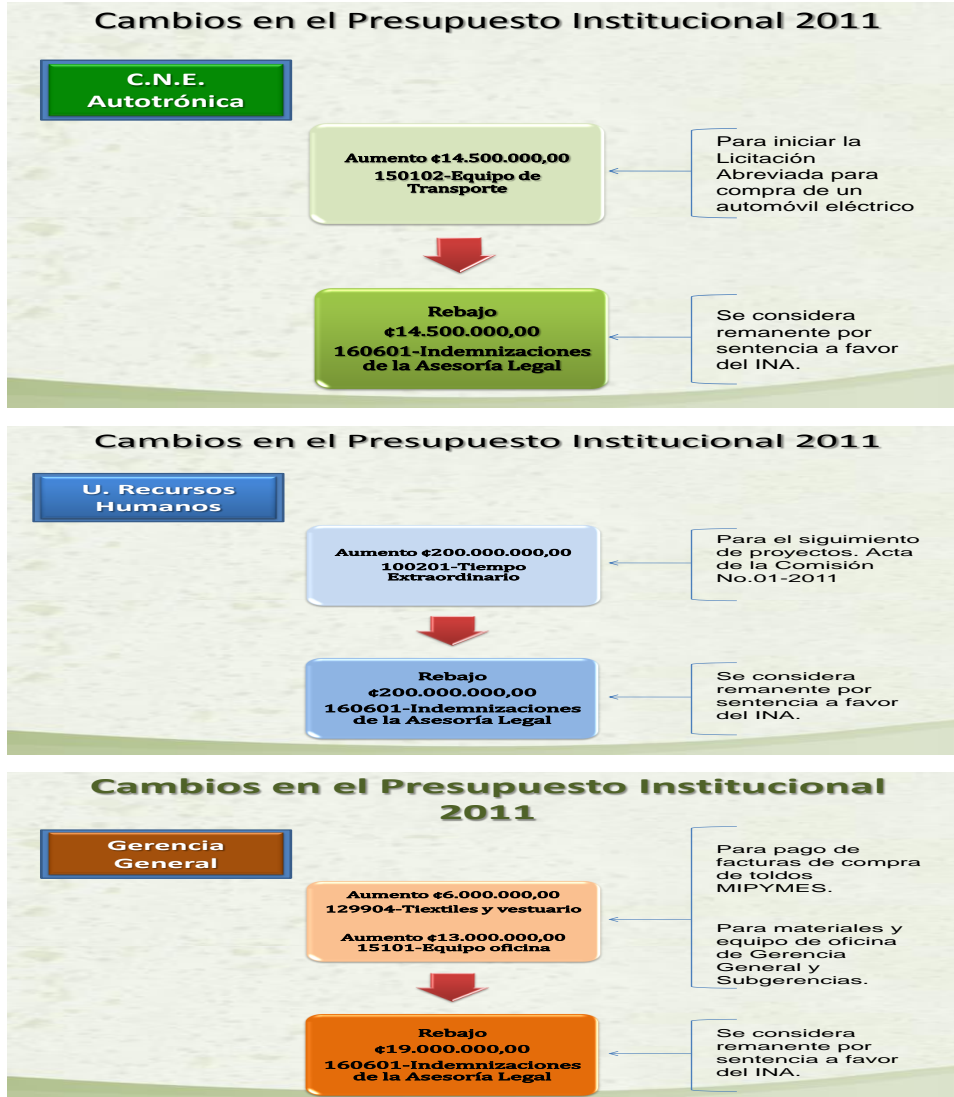 Cambios en el Presupuesto Institucional 2011
C.N.E.
Autotrónica
Aumento ¢14.500.000,00
150102-Equipo de
Transporte
Para iniciar la
Licitación
Abreviada para
compra de un
automóvil eléctrico
Rebajo
¢14.500.000,00
160601-Indemnizaciones
de la Asesoría Legal
Se considera
remanente por
sentencia a favor
del INA.
Cambios en el Presupuesto Institucional 2011
U. Recursos
Humanos
Aumento ¢200.000.000,00
100201-Tiempo
Extraordinario
Para el siguimiento
de proyectos. Acta
de la Comisión
No.01-2011
Rebajo
¢200.000.000,00
160601-Indemnizaciones
de la Asesoría Legal
Se considera
remanente por
sentencia a favor
del INA.
Cambios en el Presupuesto Institucional
2011
Gerencia
General
Aumento ¢6.000.000,00
129904-Tiextiles y vestuario
Aumento ¢13.000.000,00
15101-Equipo oficina
Para pago de
facturas de compra
de toldos
MIPYMES.
Para materiales y
equipo de oficina
de Gerencia
General y
Subgerencias.
Rebajo
¢19.000.000,00
160601-Indemnizaciones
de la Asesoría Legal
Se considera
remanente por
sentencia a favor
del INA.